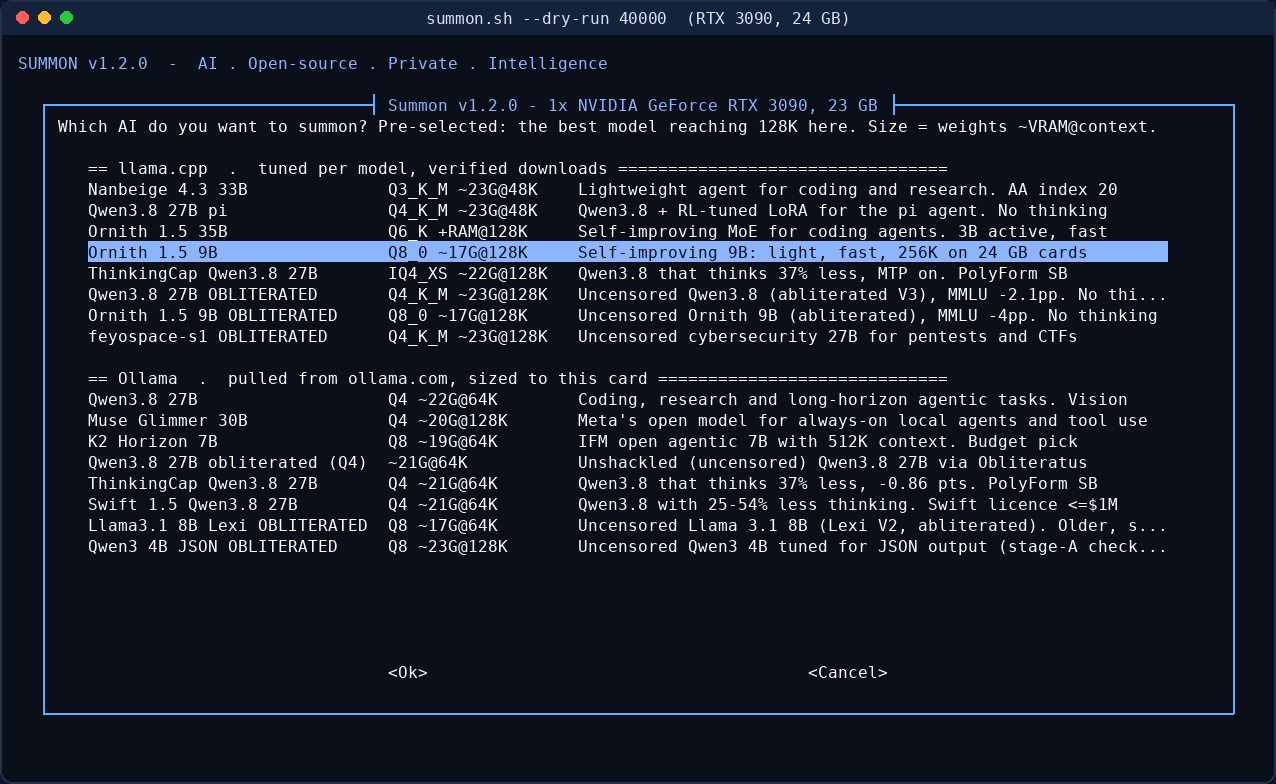 summon.sh --dry-run 40000  (RTX 3090, 24 GB)
SUMMON v1.2.0  -  AI . Open-source . Private . Intelligence
Summon v1.2.0 - 1x NVIDIA GeForce RTX 3090, 23 GB
Which AI do you want to summon? Pre-selected: the best model reaching 128K here. Size = weights ~VRAM@context.
== llama.cpp  .  tuned per model, verified downloads =================================
Nanbeige 4.3 33B              Q3_K_M ~23G@48K    Lightweight agent for coding and research. AA index 20
Qwen3.8 27B pi                Q4_K_M ~23G@48K    Qwen3.8 + RL-tuned LoRA for the pi agent. No thinking
Ornith 1.5 35B                Q6_K +RAM@128K     Self-improving MoE for coding agents. 3B active, fast
Ornith 1.5 9B                 Q8_0 ~17G@128K     Self-improving 9B: light, fast, 256K on 24 GB cards
ThinkingCap Qwen3.8 27B       IQ4_XS ~22G@128K   Qwen3.8 that thinks 37% less, MTP on. PolyForm SB
Qwen3.8 27B OBLITERATED       Q4_K_M ~23G@128K   Uncensored Qwen3.8 (abliterated V3), MMLU -2.1pp. No thi...
Ornith 1.5 9B OBLITERATED     Q8_0 ~17G@128K     Uncensored Ornith 9B (abliterated), MMLU -4pp. No thinking
feyospace-s1 OBLITERATED      Q4_K_M ~23G@128K   Uncensored cybersecurity 27B for pentests and CTFs
== Ollama  .  pulled from ollama.com, sized to this card =============================
Qwen3.8 27B                   Q4 ~22G@64K        Coding, research and long-horizon agentic tasks. Vision
Muse Glimmer 30B              Q4 ~20G@128K       Meta's open model for always-on local agents and tool use
K2 Horizon 7B                 Q8 ~19G@64K        IFM open agentic 7B with 512K context. Budget pick
Qwen3.8 27B obliterated (Q4)  ~21G@64K           Unshackled (uncensored) Qwen3.8 27B via Obliteratus
ThinkingCap Qwen3.8 27B       Q4 ~21G@64K        Qwen3.8 that thinks 37% less, -0.86 pts. PolyForm SB
Swift 1.5 Qwen3.8 27B         Q4 ~21G@64K        Qwen3.8 with 25-54% less thinking. Swift licence <=$1M
Llama3.1 8B Lexi OBLITERATED  Q8 ~17G@64K        Uncensored Llama 3.1 8B (Lexi V2, abliterated). Older, s...
Qwen3 4B JSON OBLITERATED     Q8 ~23G@128K       Uncensored Qwen3 4B tuned for JSON output (stage-A check...
<Ok>                                      <Cancel>